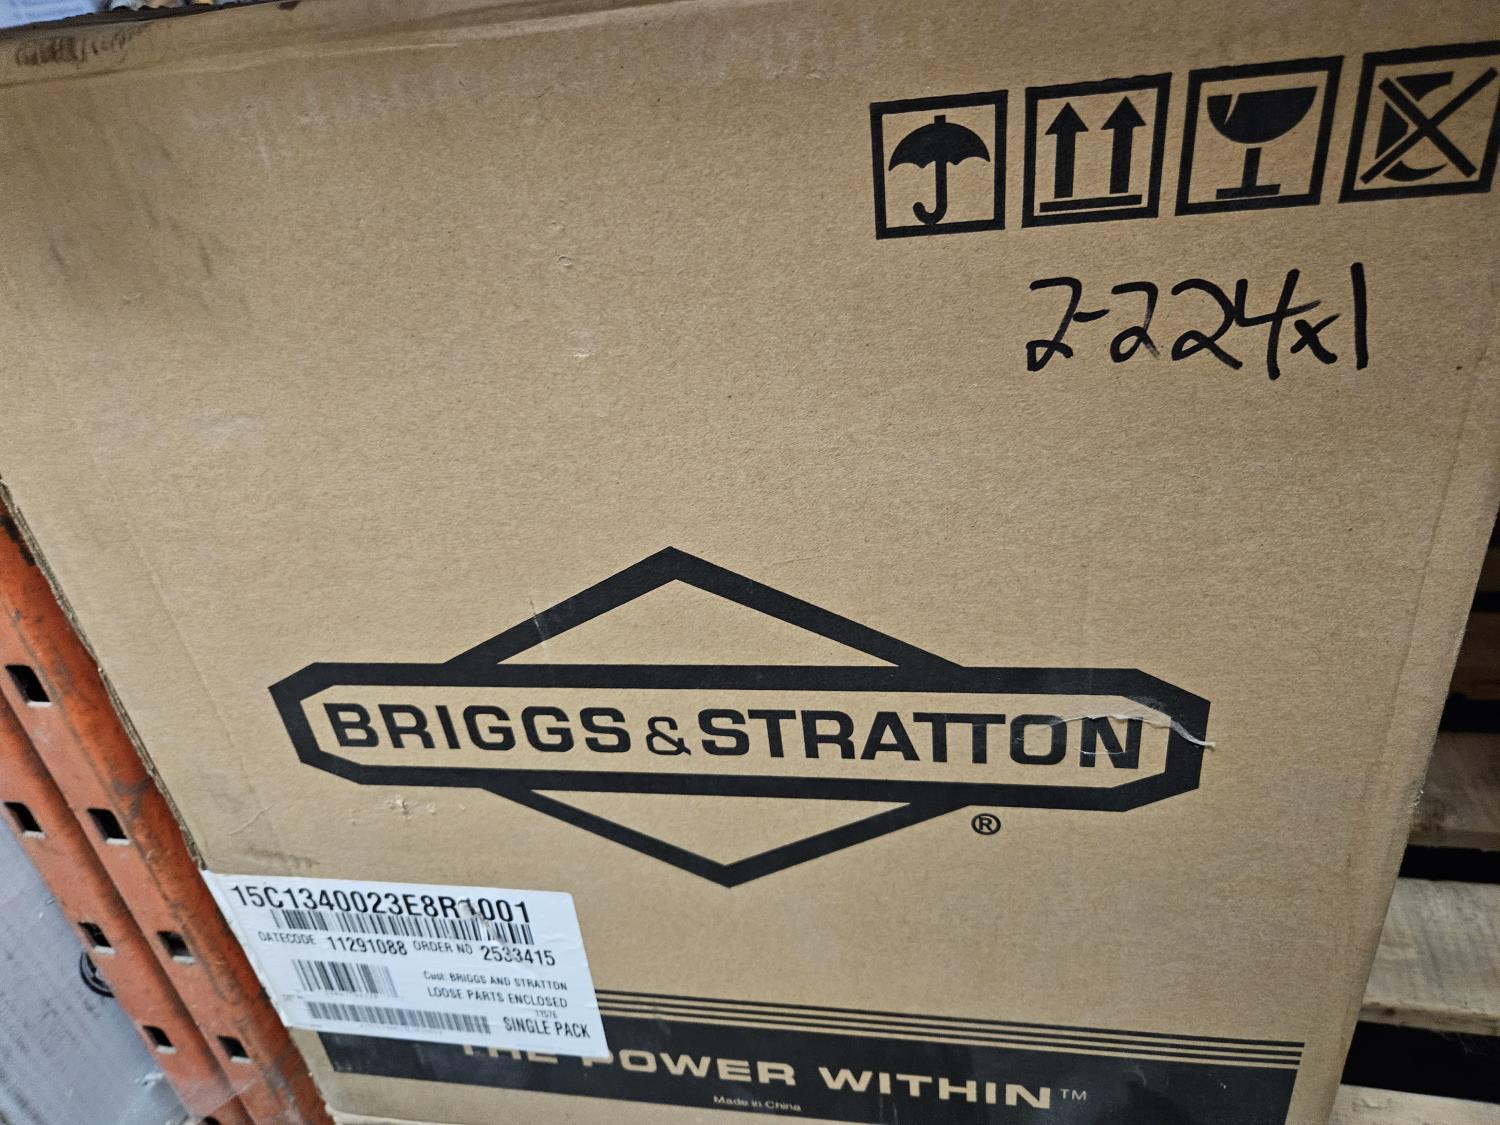 2-224x1
BRIGGS & STRATTON
®
15C1340023E8R1001
DATECODE 11291088 ORDER NO 2533415
Cust: BRIGGS AND STRATTON
LOOSE PARTS ENCLOSED
11576
SINGLE PACK
THE POWER WITHIN™
Made in China